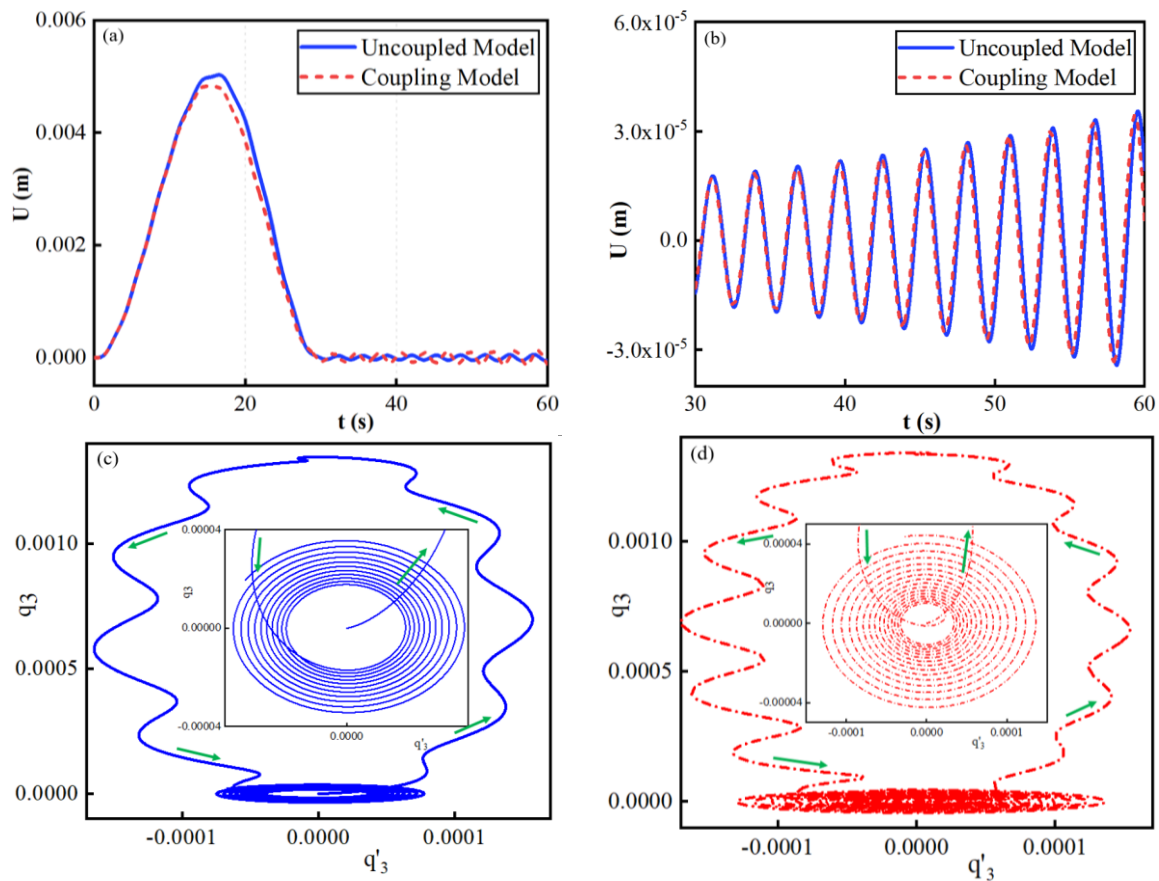 (a)
Uncoupled Model
Coupling Model
0.006
0.004
0.002
0.000
U (m)
0
20
40
60
t (s)
(b)
Uncoupled Model
Coupling Model
6.0x10⁻⁵
3.0x10⁻⁵
0.0
-3.0x10⁻⁵
U (m)
30
40
50
60
t (s)
(c)
0.0010
0.0005
0.0000
q₃
0.00004
0.00000
-0.00004
q₃
0.0000
q'₃
-0.0001
0.0000
0.0001
q'₃
(d)
0.0010
0.0005
0.0000
q₃
0.00004
0.00000
-0.00004
q₃
-0.0001
0.0000
0.0001
q'₃
-0.0001
0.0000
0.0001
q'₃